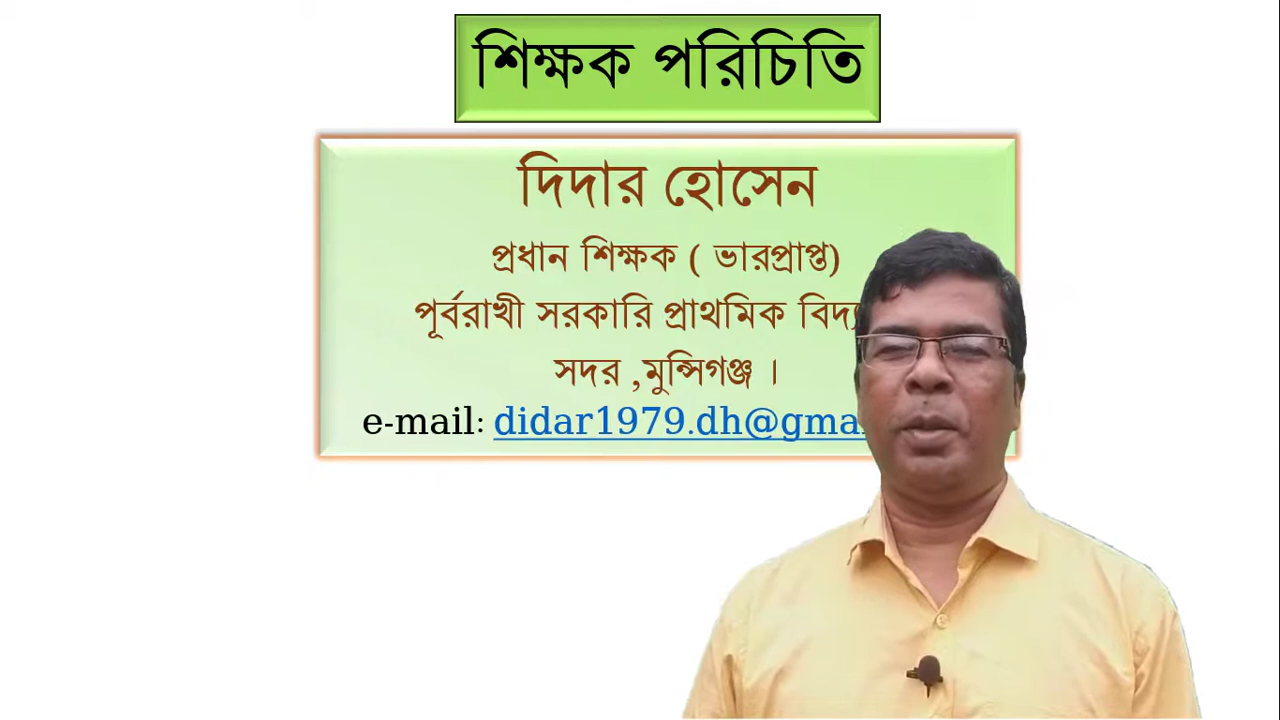 শিক্ষক পরিচিতি
দিদার হোসেন
প্রধান শিক্ষক ( ভারপ্রাপ্ত)
পূর্বরাখী সরকারি প্রাথমিক
সদর ,মুন্সিগঞ্জ ।
e-mail: